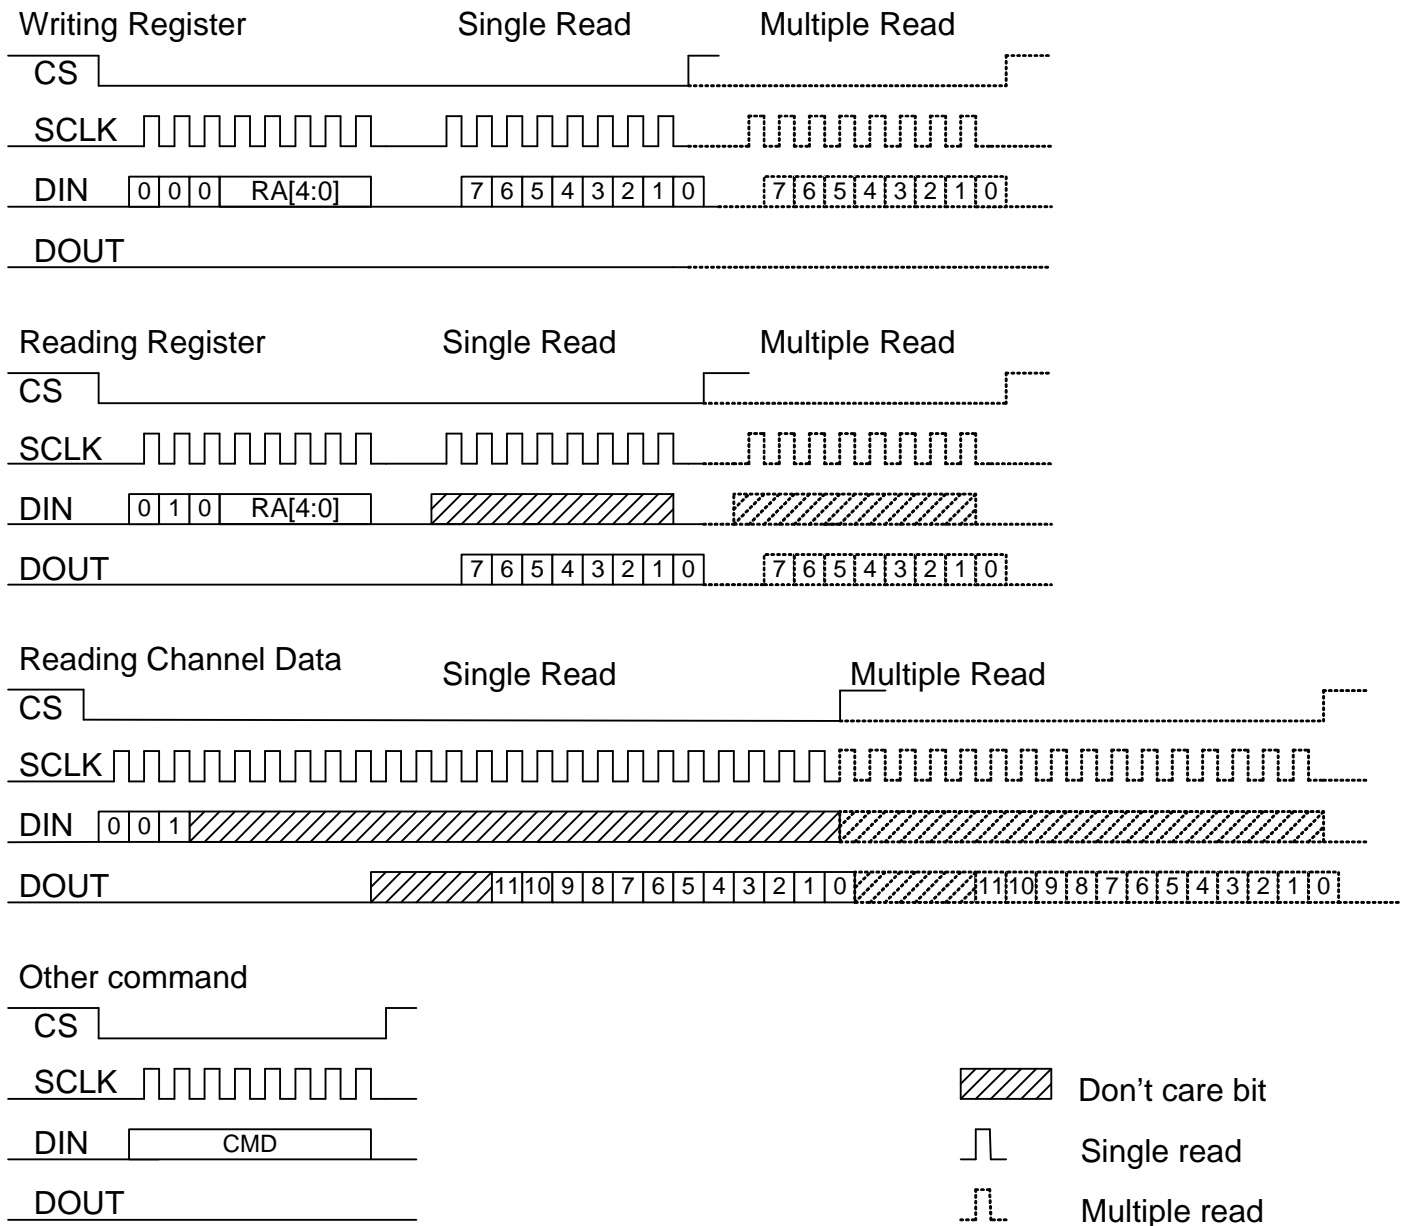 Writing Register Single Read Multiple Read
CS
SCLK
DIN 0 0 0 RA[4:0] 7 6 5 4 3 2 1 0 7 6 5 4 3 2 1 0
DOUT
Reading Register Single Read Multiple Read
CS
SCLK
DIN 0 1 0 RA[4:0]
DOUT 7 6 5 4 3 2 1 0 7 6 5 4 3 2 1 0
Reading Channel Data Single Read Multiple Read
CS
SCLK
DIN 0 0 1
DOUT 11 10 9 8 7 6 5 4 3 2 1 0 11 10 9 8 7 6 5 4 3 2 1 0
Other command
CS
SCLK Don't care bit
DIN CMD Single read
DOUT Multiple read